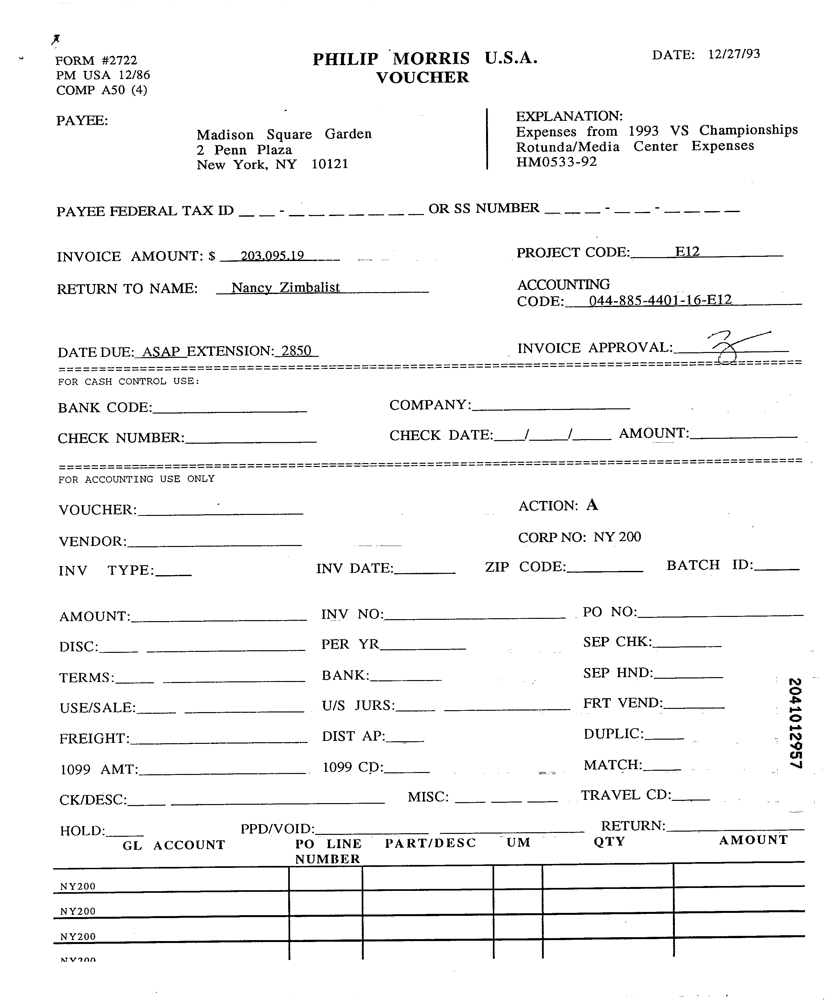 FORM #2722
PM USA 12/86
COMP A50 (4)
PHILIP MORRIS U.S.A.
VOUCHER
DATE: 12/27/93
PAYEE:
Madison Square Garden
2 Penn Plaza
New York, NY 10121
EXPLANATION:
Expenses from 1993 VS Championships
Rotunda/Media Center Expenses
HM0533-92
PAYEE FEDERAL TAX ID __ __ - __ __ __ __ __ __ __ OR SS NUMBER __ __ __ - __ __ - __ __ __ __
INVOICE AMOUNT: $ 203,095.19 PROJECT CODE: E12
RETURN TO NAME: Nancy Zimbalist
ACCOUNTING
CODE: 044-885-4401-16-E12
DATE DUE: ASAP EXTENSION: 2850 INVOICE APPROVAL:
FOR CASH CONTROL USE:
BANK CODE: COMPANY:
CHECK NUMBER: CHECK DATE: / / AMOUNT:
FOR ACCOUNTING USE ONLY
VOUCHER: ACTION: A
VENDOR: CORP NO: NY 200
INV TYPE: INV DATE: ZIP CODE: BATCH ID:
AMOUNT: INV NO: PO NO:
DISC: PER YR SEP CHK:
TERMS: BANK: SEP HND:
USE/SALE: U/S JURS: FRT VEND:
FREIGHT: DIST AP: DUPLIC:
1099 AMT: 1099 CD: MATCH:
CK/DESC: MISC: TRAVEL CD:
HOLD: PPD/VOID: RETURN:
GL ACCOUNT PO LINE PART/DESC UM QTY AMOUNT
NUMBER
NY200
NY200
NY200
NY200
2041012957